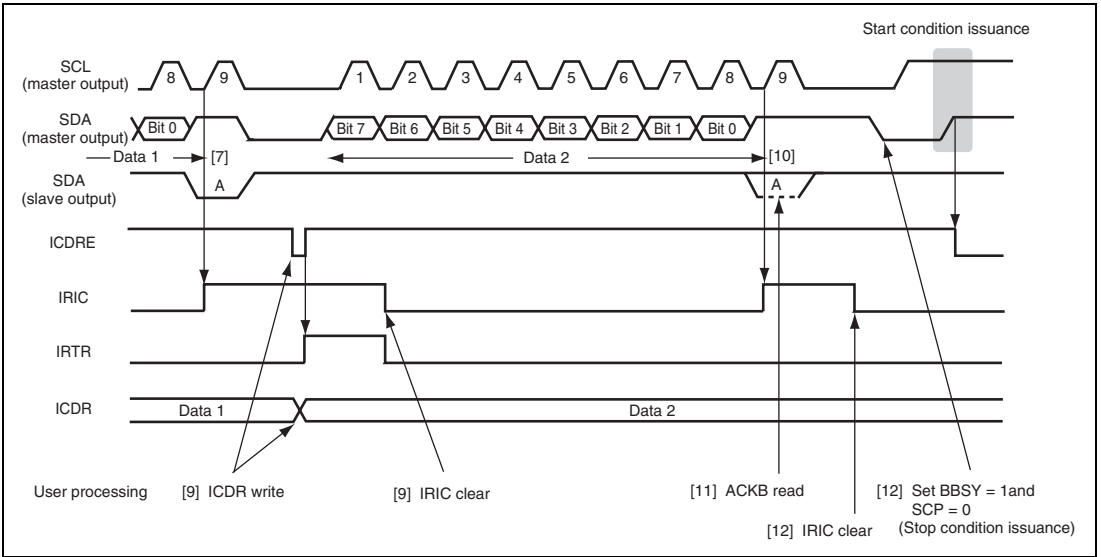 Start condition issuance
SCL
(master output)
8 9 1 2 3 4 5 6 7 8 9
SDA
(master output)
Bit 0 Bit 7 Bit 6 Bit 5 Bit 4 Bit 3 Bit 2 Bit 1 Bit 0
Data 1 [7] Data 2 [10]
SDA
(slave output)
A A
ICDRE
IRIC
IRTR
ICDR
Data 1 Data 2
User processing
[9] ICDR write
[9] IRIC clear
[11] ACKB read
[12] IRIC clear
[12] Set BBSY = 1and
SCP = 0
(Stop condition issuance)